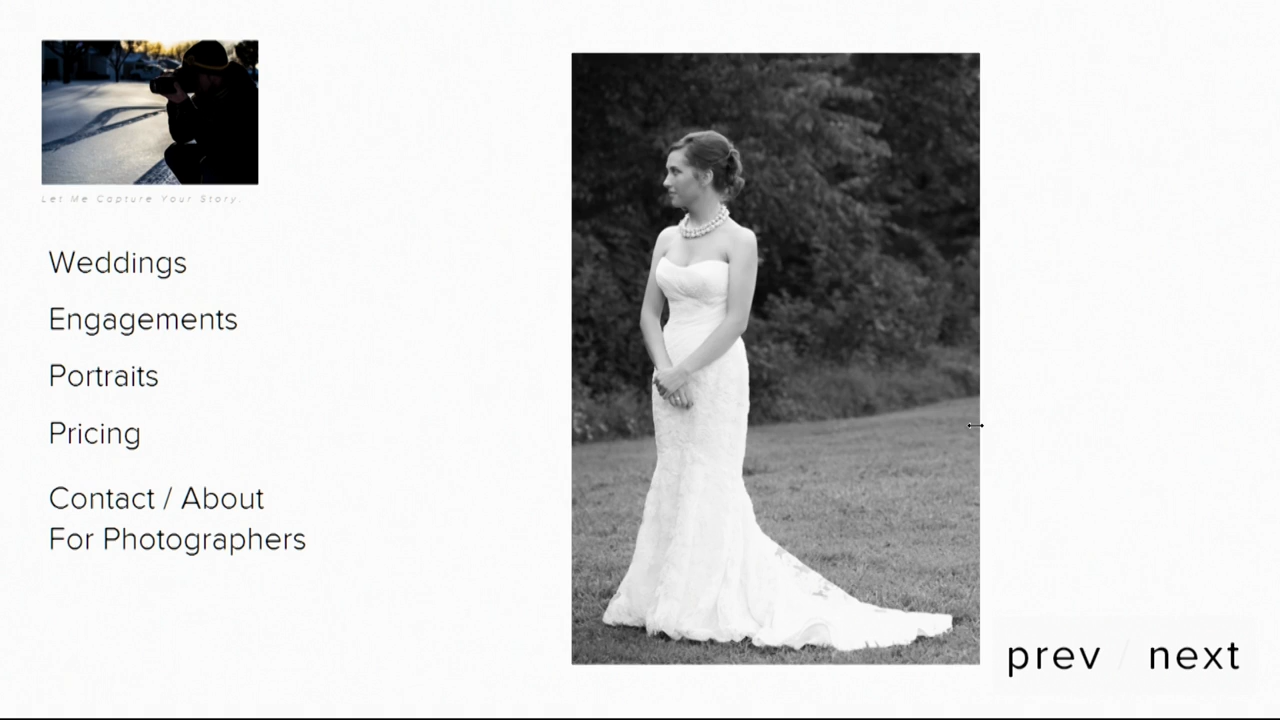 Let Me Capture Your Story.
Weddings
Engagements
Portraits
Pricing
Contact / About
For Photographers
prev / next